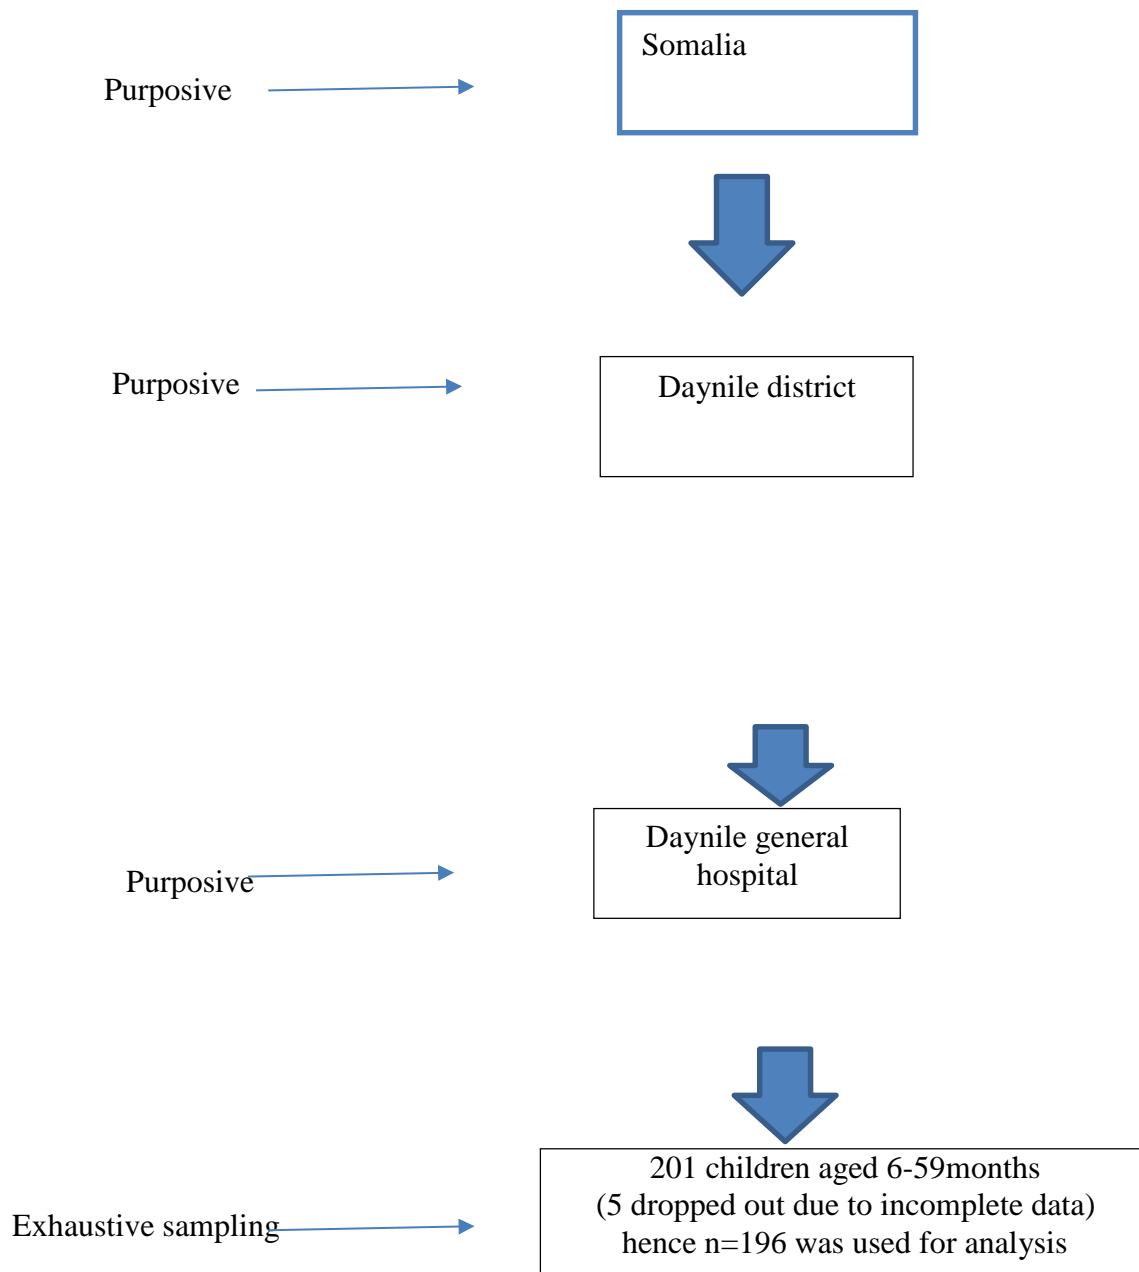 Somalia
Purposive
Purposive
Daynile district
Daynile general
hospital
Purposive
201 children aged 6-59months
(5 dropped out due to incomplete data)
hence n=196 was used for analysis
Exhaustive sampling